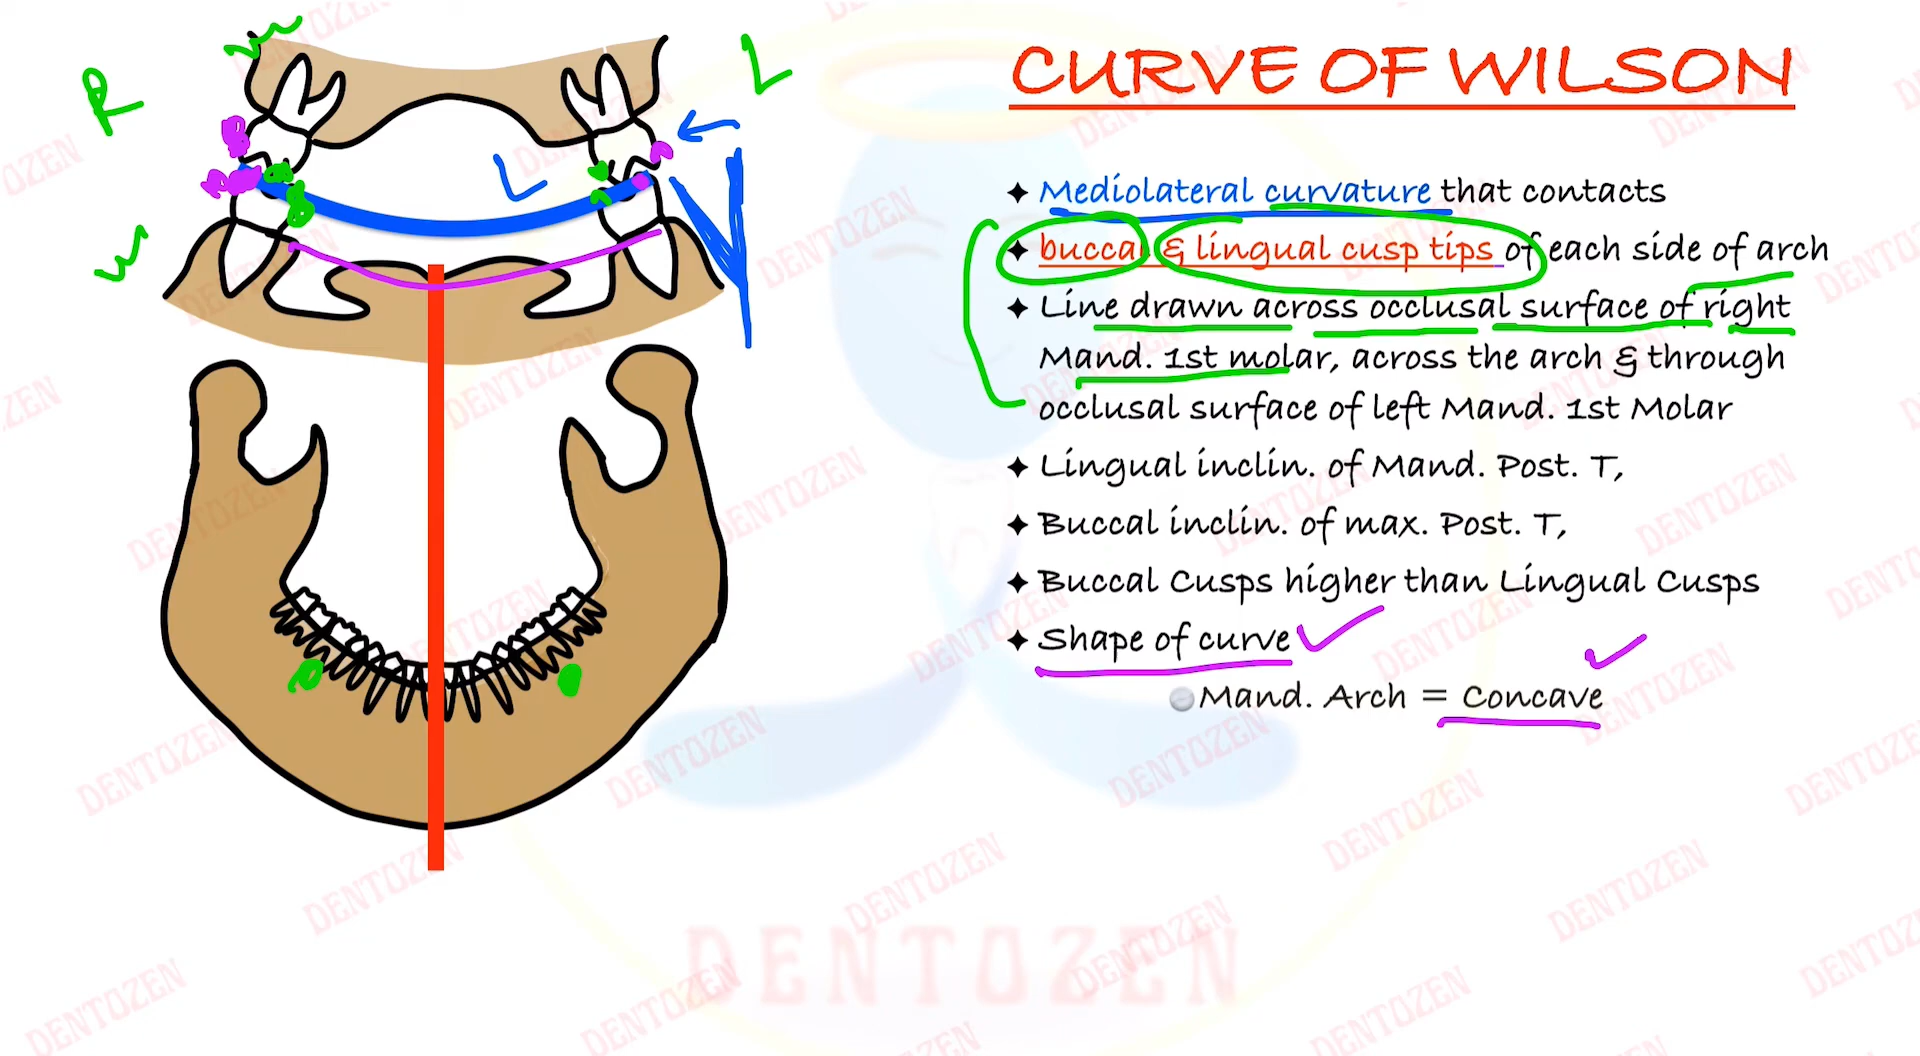 CURVE OF WILSON
R
L
L
✦ Mediolateral curvature that contacts
✦ buccal & lingual cusp tips of each side of arch
✦ Line drawn across occlusal surface of right
Mand. 1st molar, across the arch & through
occlusal surface of left Mand. 1st Molar
✦ Lingual inclin. of Mand. Post. T,
✦ Buccal inclin. of max. Post. T,
✦ Buccal Cusps higher than Lingual Cusps
✦ Shape of curve
Mand. Arch = Concave
DENTOZEN